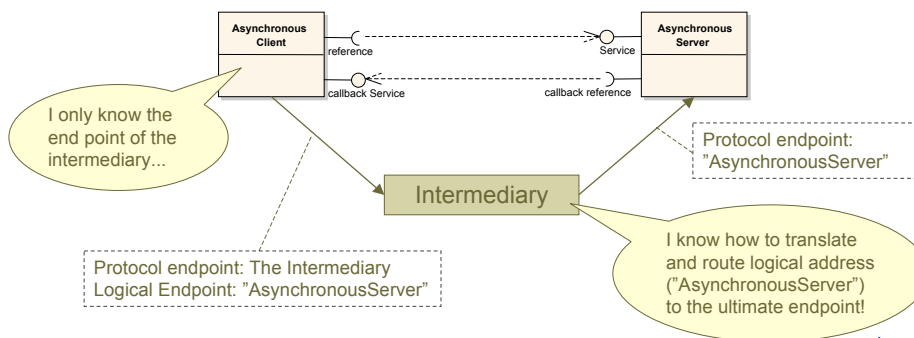 Asynchronous
Client
Asynchronous
Server
reference
Service
callback Service
callback reference
I only know the
end point of the
intermediary...
Protocol endpoint:
”AsynchronousServer”
Intermediary
Protocol endpoint: The Intermediary
Logical Endpoint: ”AsynchronousServer”
I know how to translate
and route logical address
(”AsynchronousServer”)
to the ultimate endpoint!